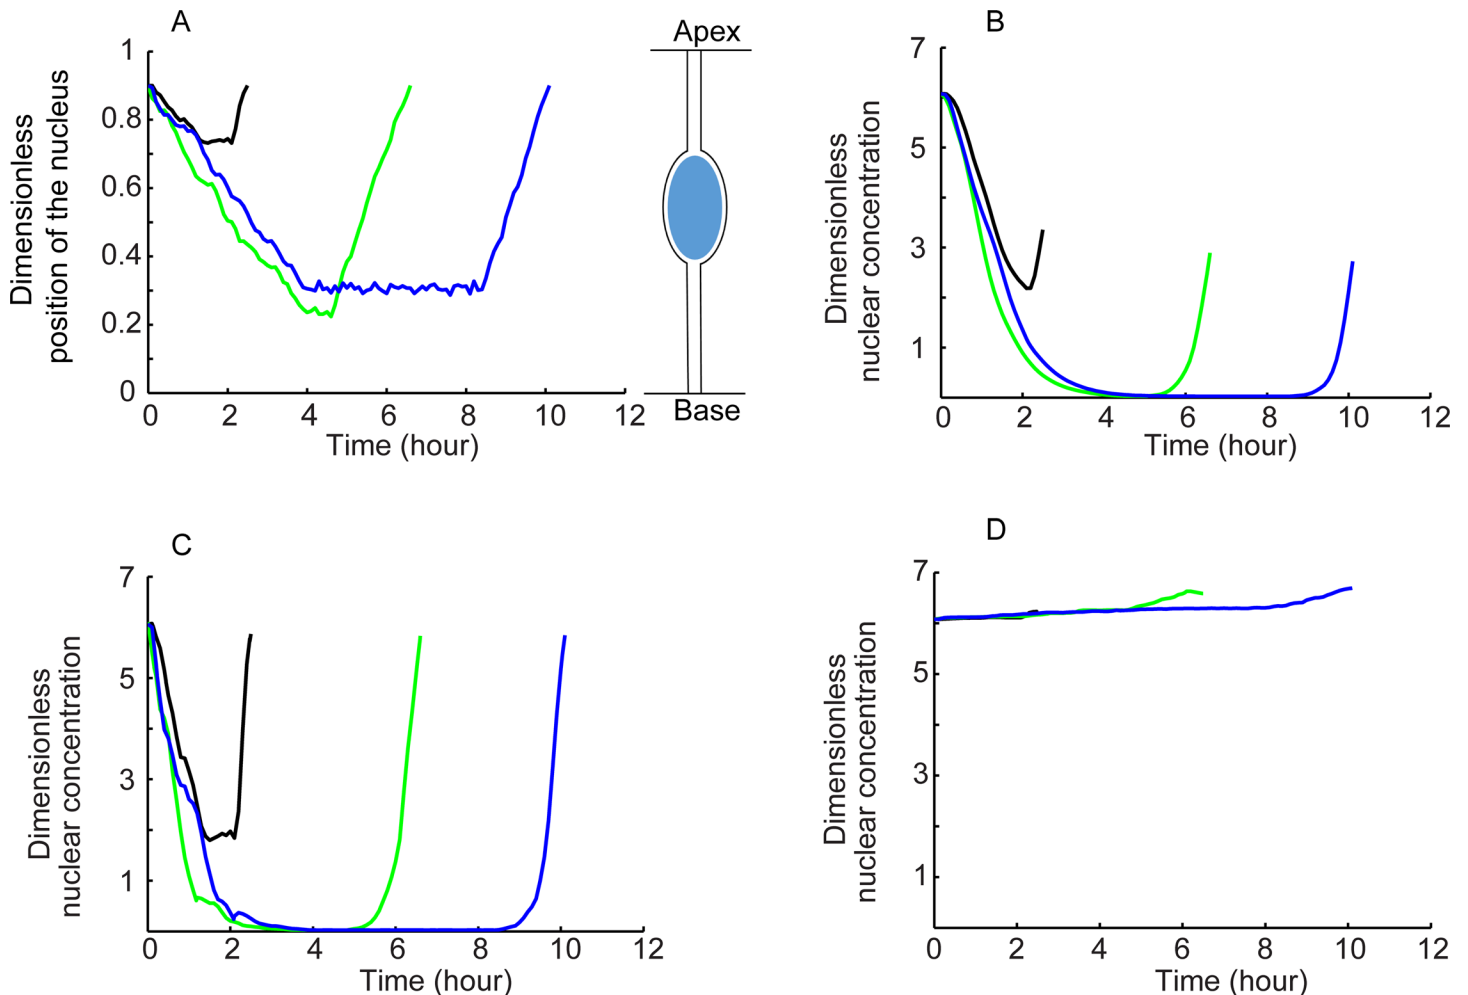 A
Dimensionless
position of the nucleus
1
0.8
0.6
0.4
0.2
0
0 2 4 6 8 10 12
Time (hour)
Apex
Base
B
Dimensionless
nuclear concentration
7
5
3
1
0 2 4 6 8 10 12
Time (hour)
C
Dimensionless
nuclear concentration
7
5
3
1
0 2 4 6 8 10 12
Time (hour)
D
Dimensionless
nuclear concentration
7
5
3
1
0 2 4 6 8 10 12
Time (hour)